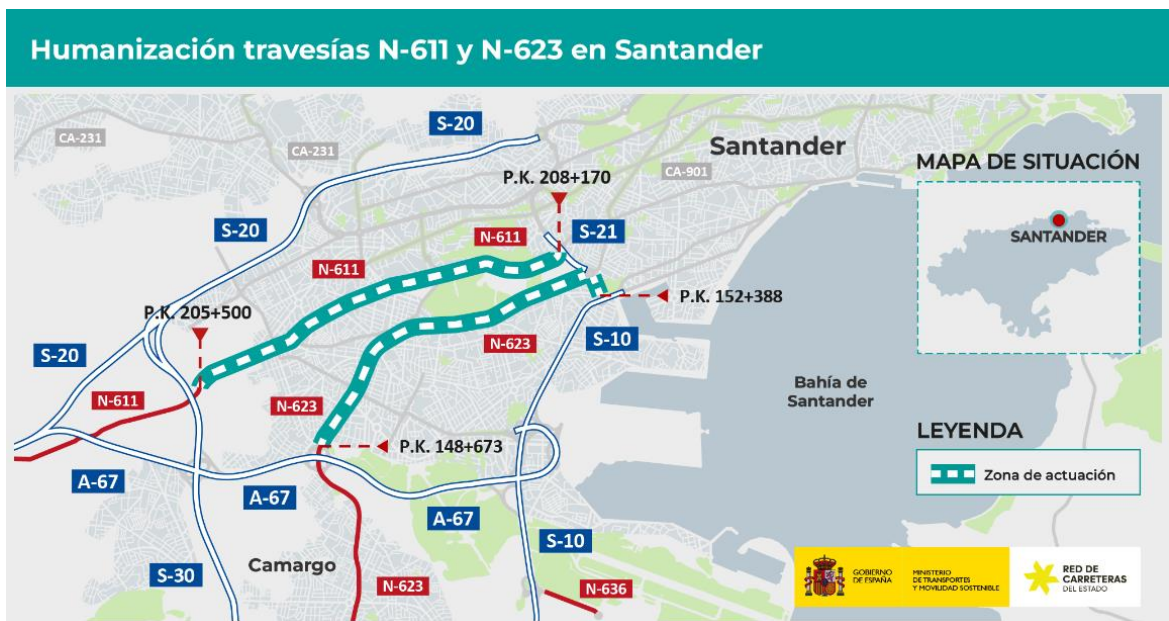 Humanización travesías N-611 y N-623 en Santander
S-20
CA-231
CA-231
Santander
CA-901
P.K. 208+170
N-611
S-21
S-20
N-611
P.K. 152+388
P.K. 205+500
N-623
S-10
S-20
N-611
N-623
P.K. 148+673
A-67
A-67
A-67
S-10
S-30
Camargo
N-623
N-636
Bahía de
Santander
MAPA DE SITUACIÓN
SANTANDER
LEYENDA
Zona de actuación
GOBIERNO
DE ESPAÑA
MINISTERIO
DE TRANSPORTES
Y MOVILIDAD SOSTENIBLE
RED DE
CARRETERAS
DEL ESTADO